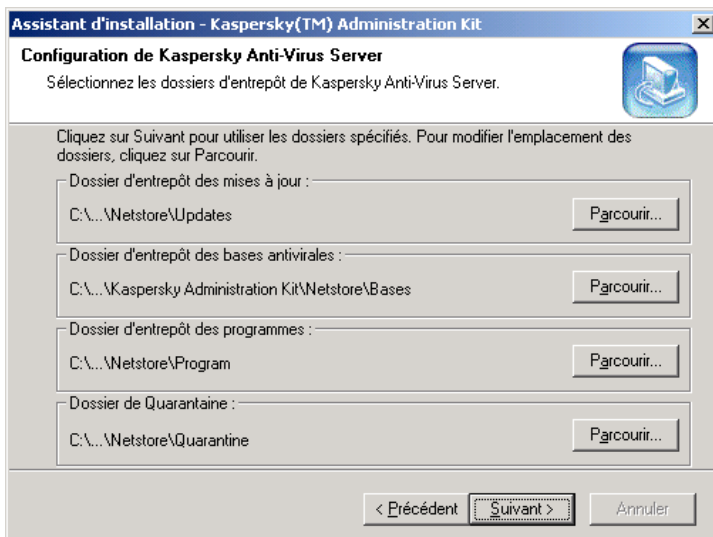 Assistant d'installation - Kaspersky(TM) Administration Kit
Configuration de Kaspersky Anti-Virus Server
Sélectionnez les dossiers d'entrepôt de Kaspersky Anti-Virus Server.
Cliquez sur Suivant pour utiliser les dossiers spécifiés. Pour modifier l'emplacement des
dossiers, cliquez sur Parcourir.
Dossier d'entrepôt des mises à jour :
C:\...\Netstore\Updates
Parcourir...
Dossier d'entrepôt des bases antivirales :
C:\...\Kaspersky Administration Kit\Netstore\Bases
Parcourir...
Dossier d'entrepôt des programmes :
C:\...\Netstore\Program
Parcourir...
Dossier de Quarantaine :
C:\...\Netstore\Quarantine
Parcourir...
< Précédent
Suivant >
Annuler